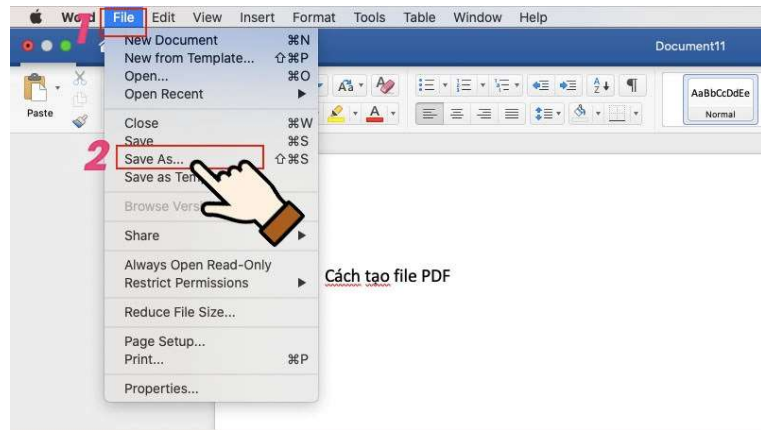 1 Word File Edit View Insert Format Tools Table Window Help
Document11
New Document ⌘N
New from Template... ⇧⌘P
Open... ⌘O
Open Recent ▶
Close ⌘W
Save ⌘S
2 Save As... ⇧⌘S
Save as
Browse
Share ▶
Always Open Read-Only
Restrict Permissions ▶
Reduce File Size...
Page Setup...
Print... ⌘P
Properties...
Paste
Aa A A
AaBbCcDdEe
Normal
Cách tạo file PDF